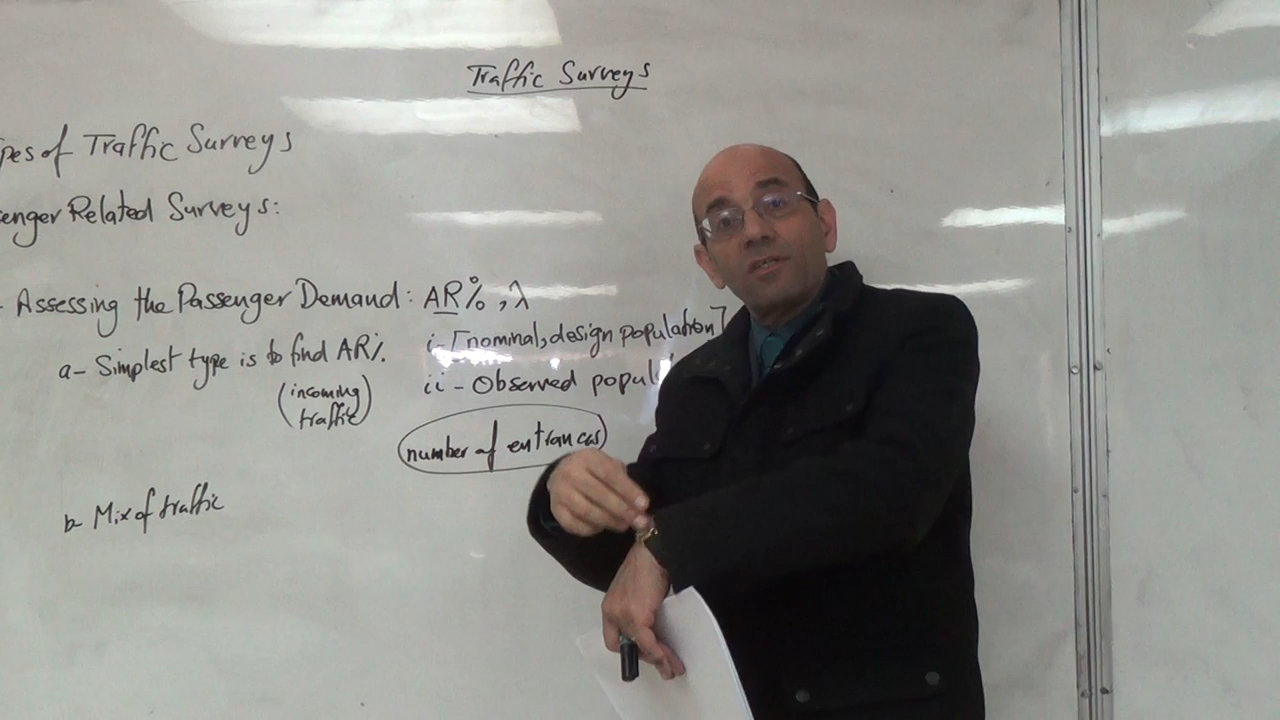 Traffic Surveys
pes of Traffic Surveys
enger Related Surveys:
- Assessing the Passenger Demand: AR%, λ
a- Simplest type is to find AR%.
(incoming traffic)
i- [nominal, design population]
ii - Observed popul
(number of entrances)
b- Mix of traffic